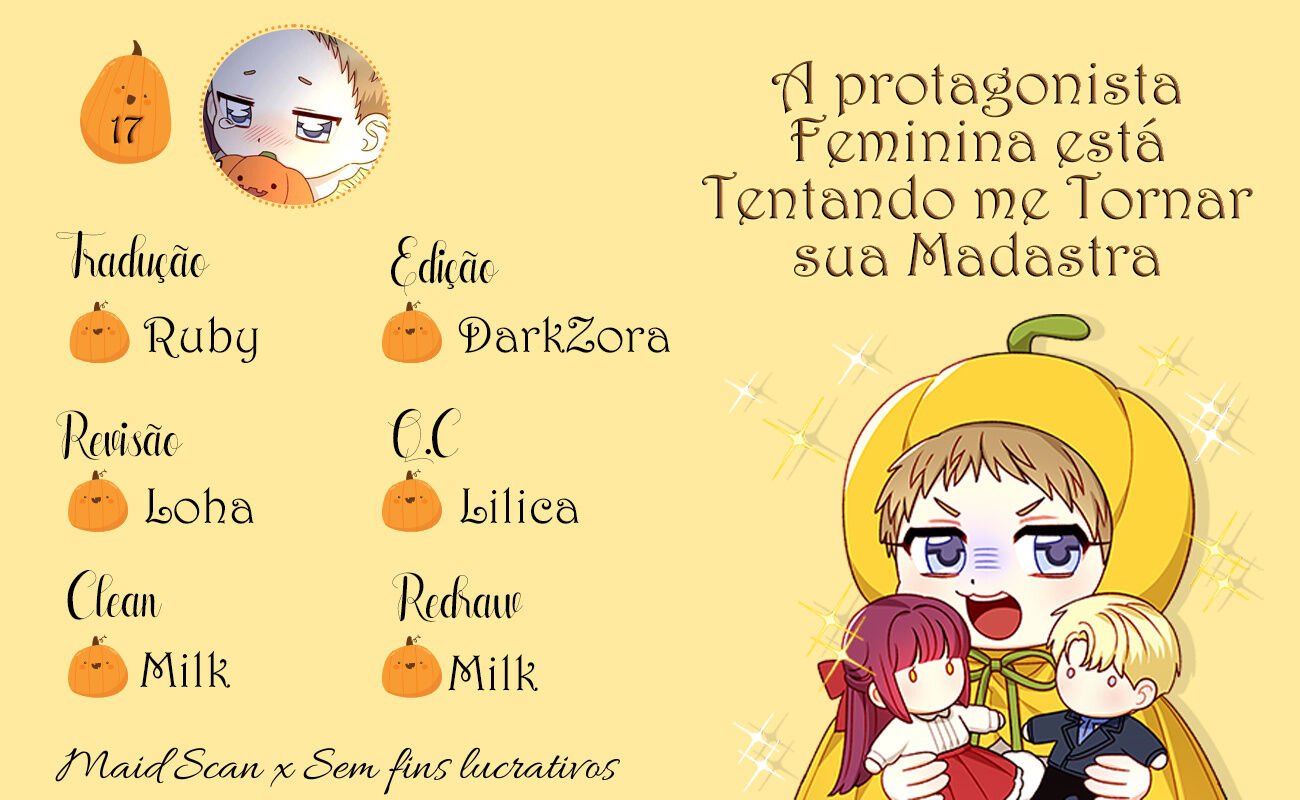 17
A protagonista
Feminina está
Tentando me Tornar
sua Madastra
Tradução
Ruby
Edição
DarkZora
Revisão
Loha
Q.C
Lilica
Clean
Milk
Redraw
Milk
Maid Scan x Sem fins lucrativos